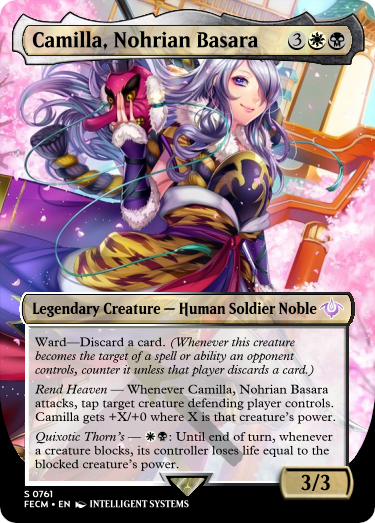 Camilla, Nohrian Basara 3
Legendary Creature — Human Soldier Noble
Ward—Discard a card. (Whenever this creature
becomes the target of a spell or ability an opponent
controls, counter it unless that player discards a card.)
Rend Heaven — Whenever Camilla, Nohrian Basara
attacks, tap target creature defending player controls.
Camilla gets +X/+0 where X is that creature's power.
Quixotic Thorn's — : Until end of turn, whenever
a creature blocks, its controller loses life equal to the
blocked creature's power.
3/3
S 0761
FECM • EN INTELLIGENT SYSTEMS